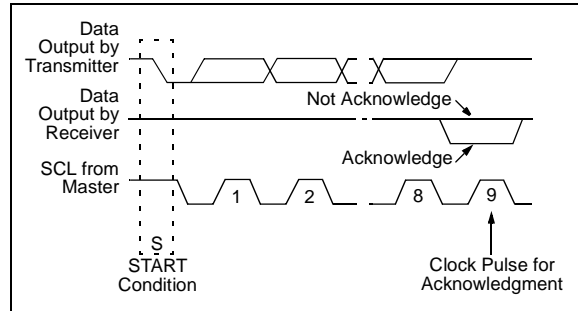 Data
Output by
Transmitter
Data
Output by
Receiver
Not Acknowledge
Acknowledge
SCL from
Master
1
2
8
9
S
START
Condition
Clock Pulse for
Acknowledgment